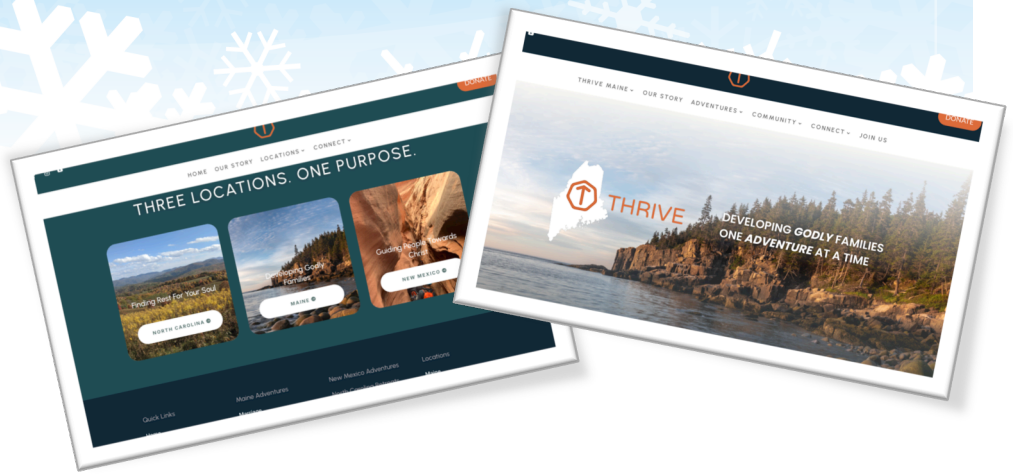 DONATE
HOME OUR STORY LOCATIONS CONNECT
THREE LOCATIONS. ONE PURPOSE.
Finding Rest For Your Soul
NORTH CAROLINA
Developing Godly
Families
MAINE
Guiding People Towards
Christ
NEW MEXICO
Quick Links
Maine Adventures
New Mexico Adventures
Locations
DONATE
THRIVE MAINE OUR STORY ADVENTURES COMMUNITY CONNECT JOIN US
THRIVE
DEVELOPING GODLY FAMILIES
ONE ADVENTURE AT A TIME